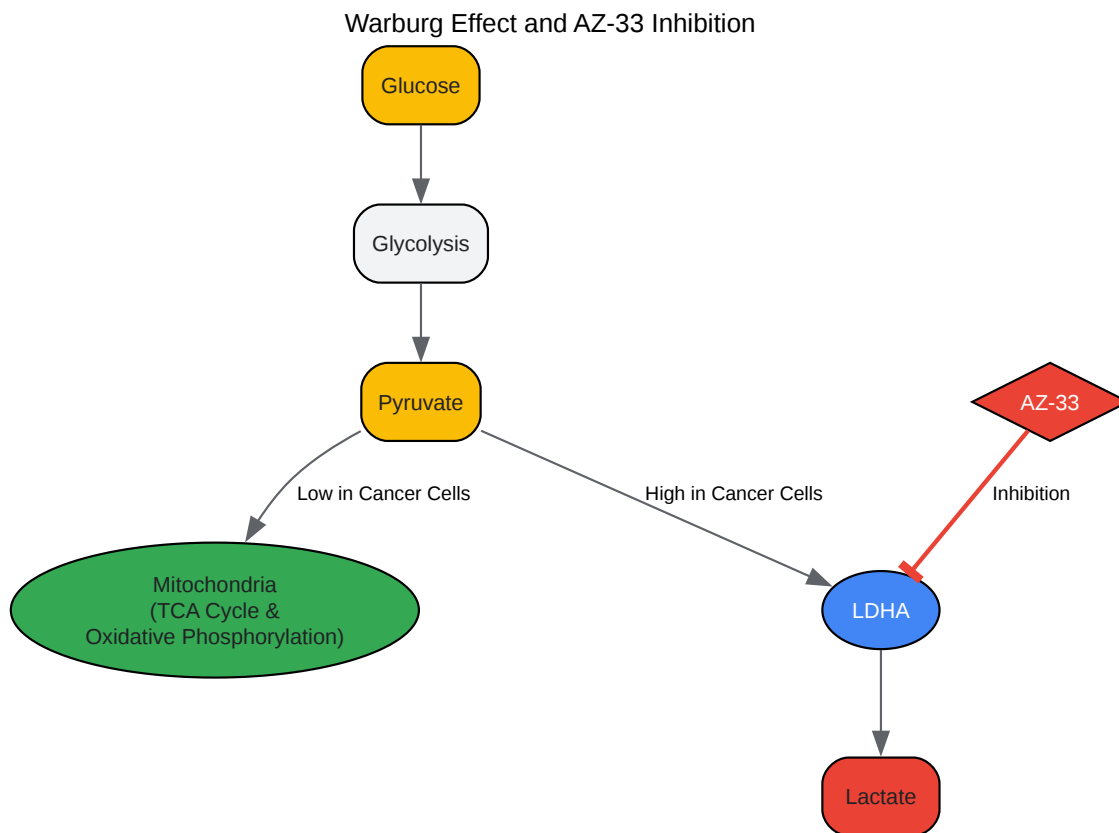 Warburg Effect and AZ-33 Inhibition
Glucose
Glycolysis
Pyruvate
AZ-33
Low in Cancer Cells
High in Cancer Cells
Inhibition
Mitochondria
(TCA Cycle &
Oxidative Phosphorylation)
LDHA
Lactate